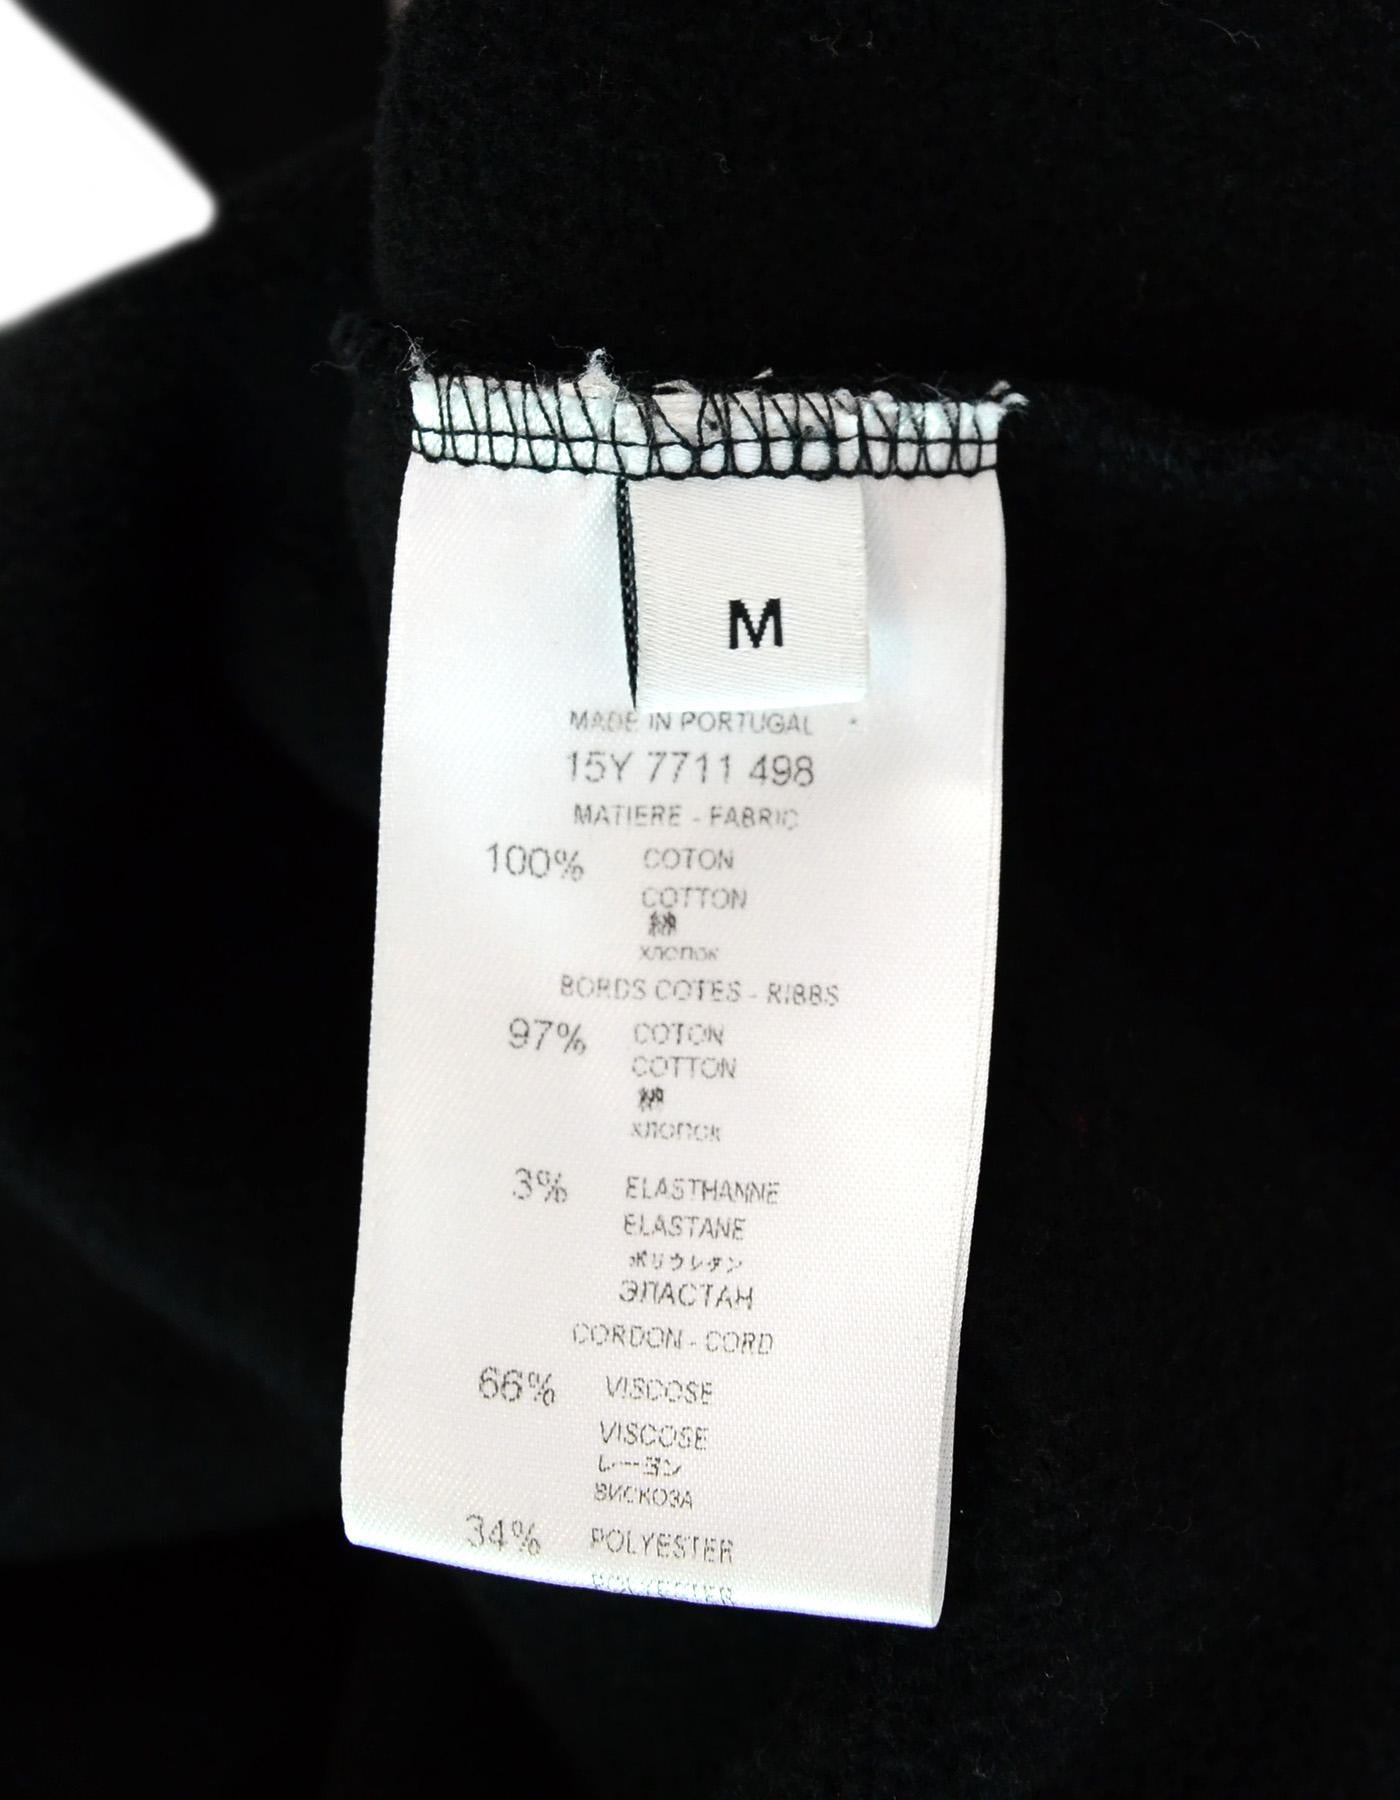 M
MADE IN PORTUGAL
15Y 7711 498
MATIERE - FABRIC
100% COTON
COTTON
綿
хлопок
BORDS COTES - RIBBS
97% COTON
COTTON
綿
хлопок
3% ELASTHANNE
ELASTANE
ポリウレタン
ЭЛАСТАН
CORDON - CORD
66% VISCOSE
VISCOSE
レーヨン
ВИСКОЗА
34% POLYESTER
POLYESTER